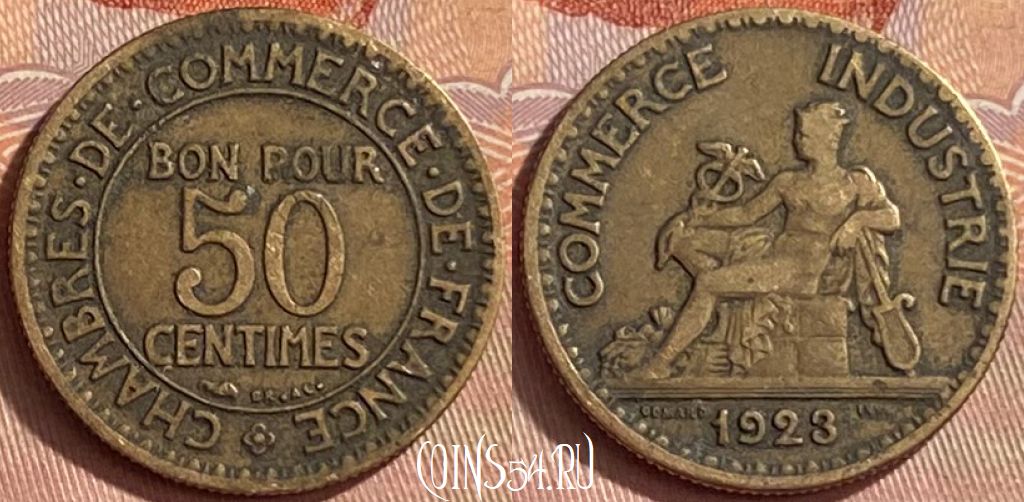 CHAMBRES · DE · COMMERCE · DE · FRANCE
BON POUR
50
CENTIMES
COMMERCE INDUSTRIE
1923
COINS54.RU